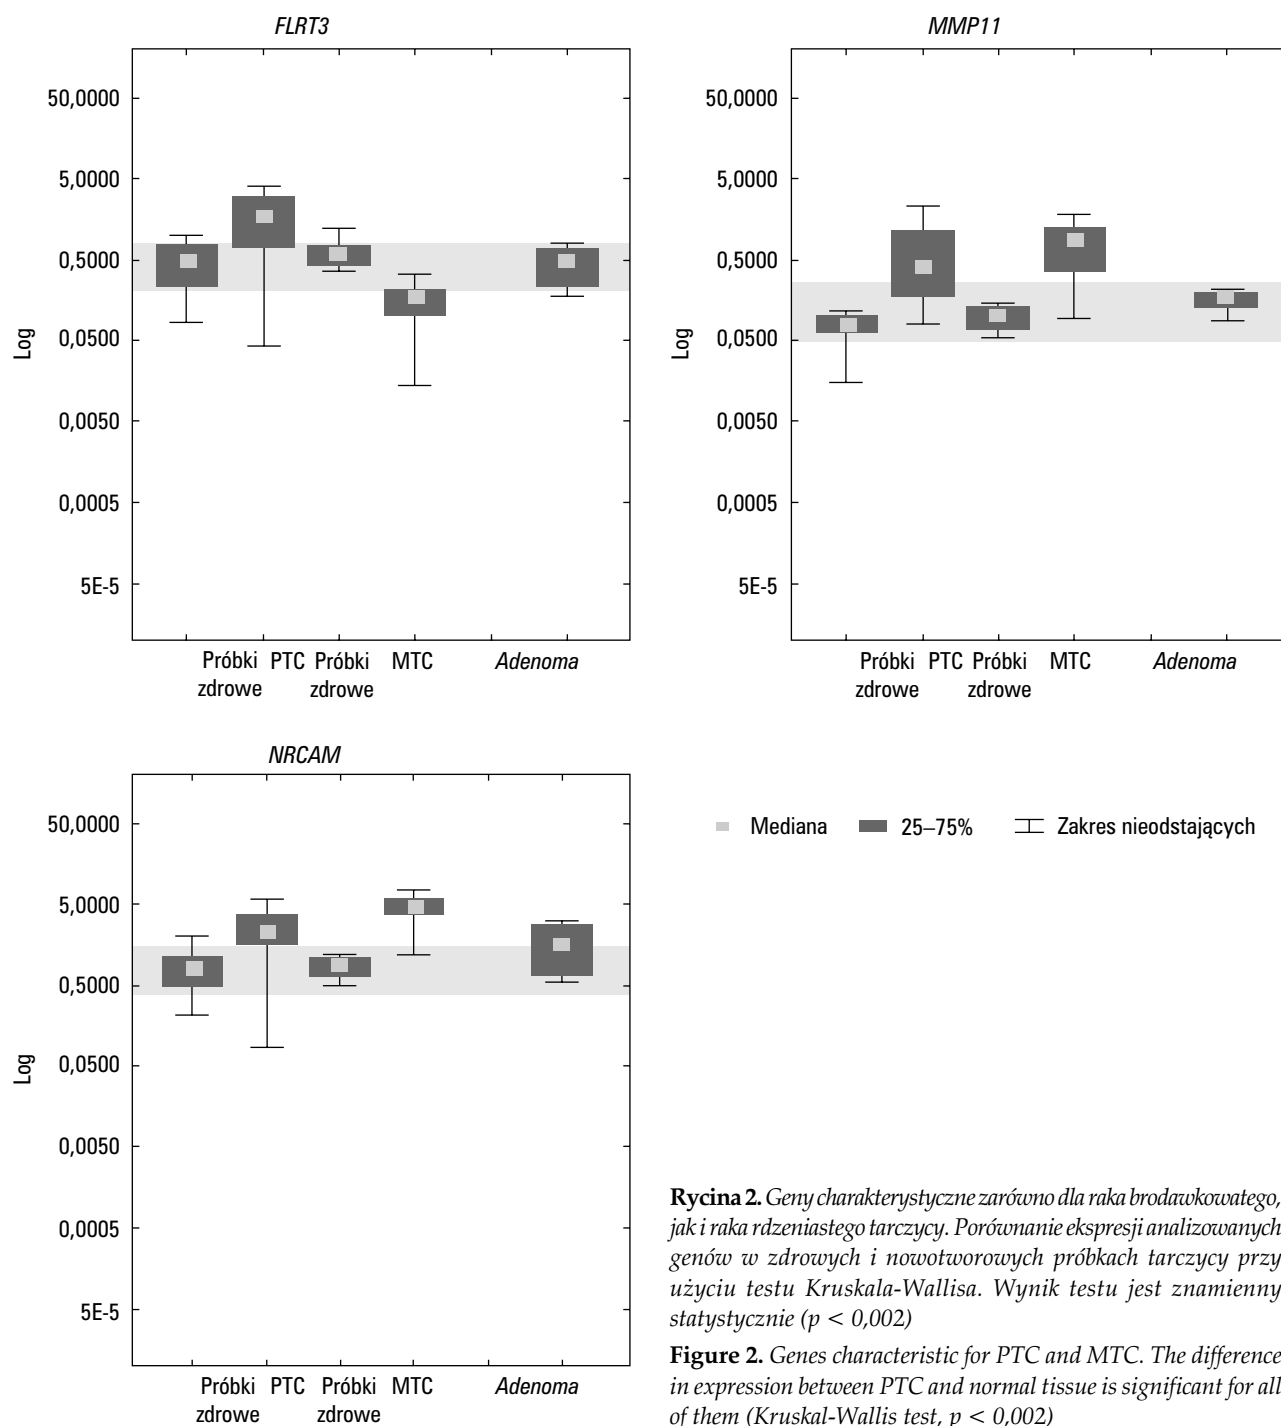 FLRT3
50,0000
5,0000
0,5000
0,0500
0,0050
0,0005
5E-5
Log
Próbki zdrowe
PTC
Próbki zdrowe
MTC
Adenoma
MMP11
50,0000
5,0000
0,5000
0,0500
0,0050
0,0005
5E-5
Log
Próbki zdrowe
PTC
Próbki zdrowe
MTC
Adenoma
NRCAM
50,0000
5,0000
0,5000
0,0500
0,0050
0,0005
5E-5
Log
Próbki zdrowe
PTC
Próbki zdrowe
MTC
Adenoma
Mediana
25–75%
Zakres nieodstających
Rycina 2. Geny charakterystyczne zarówno dla raka brodawkowatego,
jak i raka rdzeniastego tarczycy. Porównanie ekspresji analizowanych
genów w zdrowych i nowotworowych próbkach tarczycy przy
użyciu testu Kruskala-Wallisa. Wynik testu jest znamienny
statystycznie (p < 0,002)
Figure 2. Genes characteristic for PTC and MTC. The difference
in expression between PTC and normal tissue is significant for all
of them (Kruskal-Wallis test, p < 0,002)